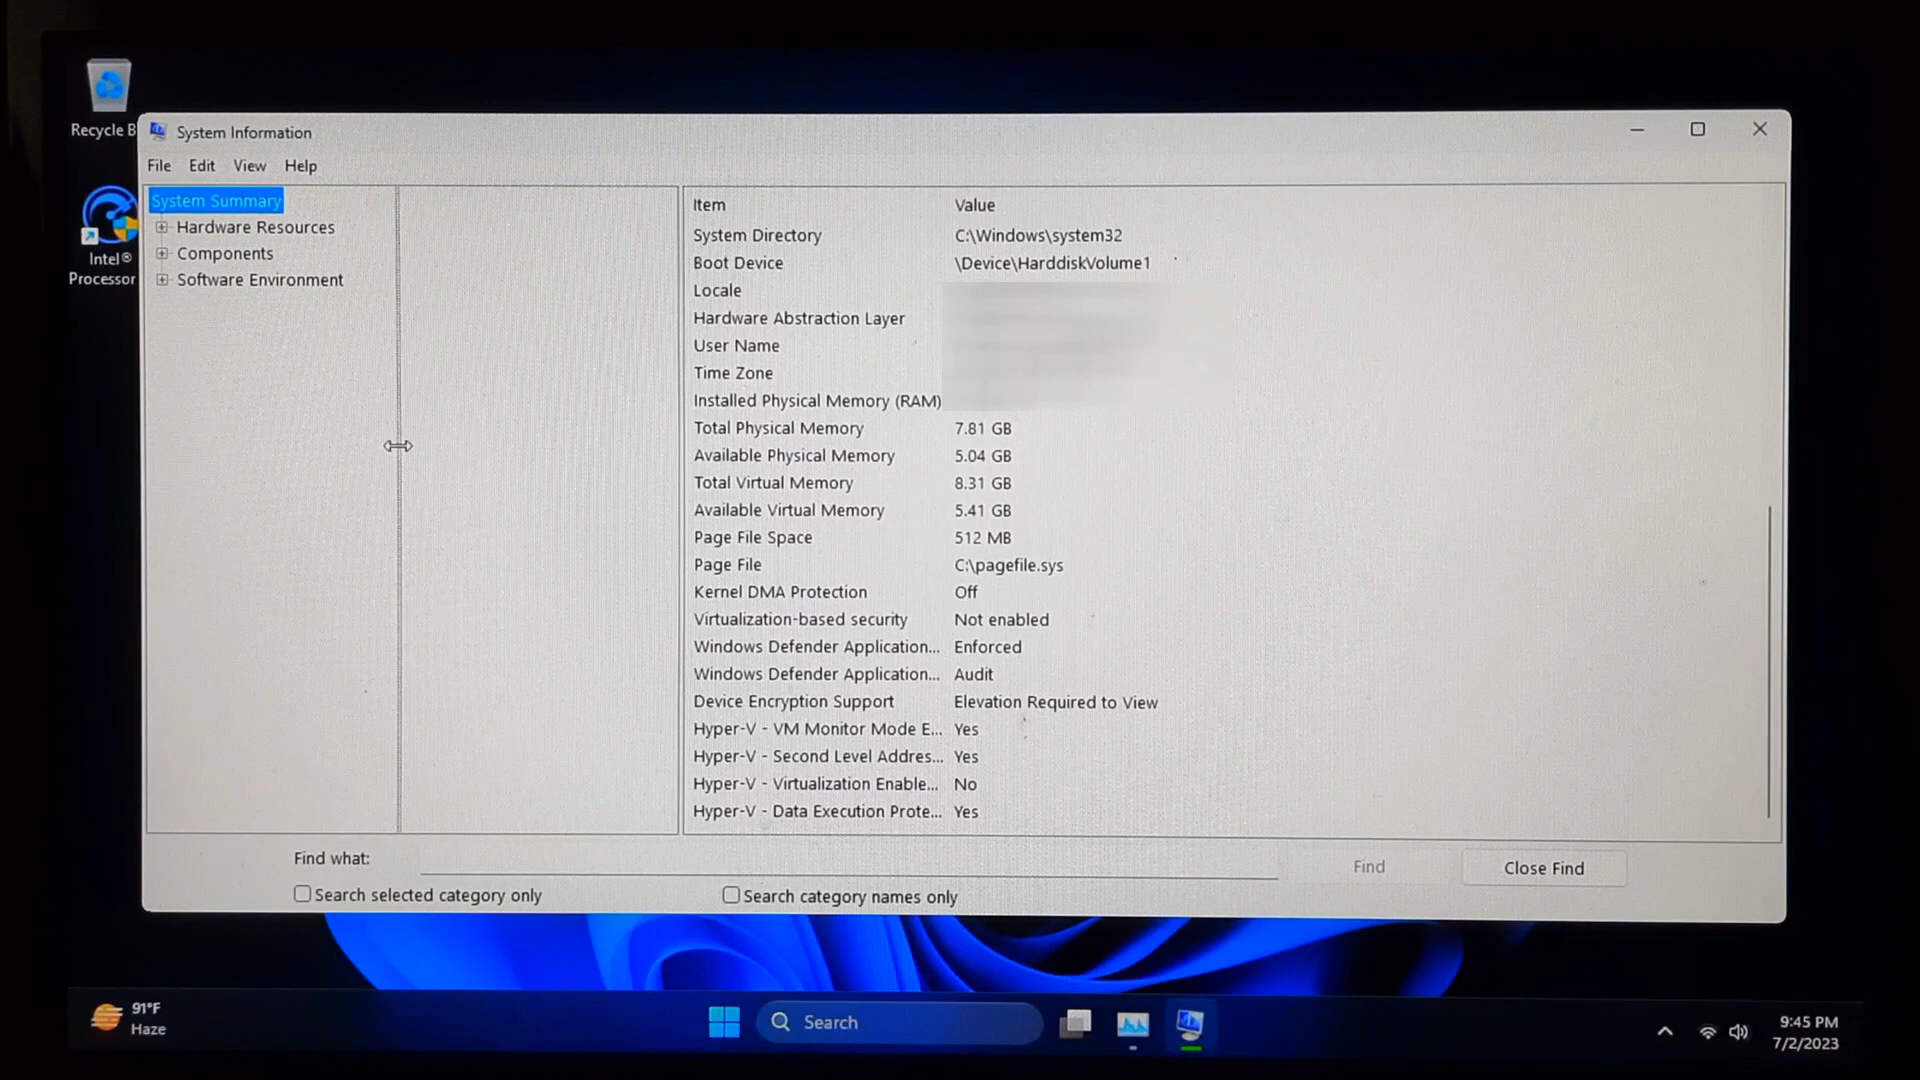 Recycle B
Intel®
Processor
System Information
File Edit View Help
System Summary
Hardware Resources
Components
Software Environment
Item Value
System Directory C:\Windows\system32
Boot Device \Device\HarddiskVolume1
Locale
Hardware Abstraction Layer
User Name
Time Zone
Installed Physical Memory (RAM)
Total Physical Memory 7.81 GB
Available Physical Memory 5.04 GB
Total Virtual Memory 8.31 GB
Available Virtual Memory 5.41 GB
Page File Space 512 MB
Page File C:\pagefile.sys
Kernel DMA Protection Off
Virtualization-based security Not enabled
Windows Defender Application... Enforced
Windows Defender Application... Audit
Device Encryption Support Elevation Required to View
Hyper-V - VM Monitor Mode E... Yes
Hyper-V - Second Level Addres... Yes
Hyper-V - Virtualization Enable... No
Hyper-V - Data Execution Prote... Yes
Find what: Find Close Find
Search selected category only Search category names only
91°F
Haze
Search
9:45 PM
7/2/2023